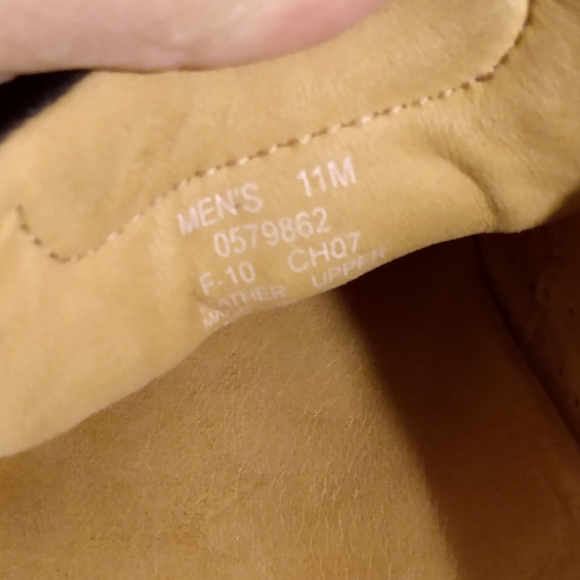 MEN'S 11M
0579862
F-10 CH07
LEATHER UPPER